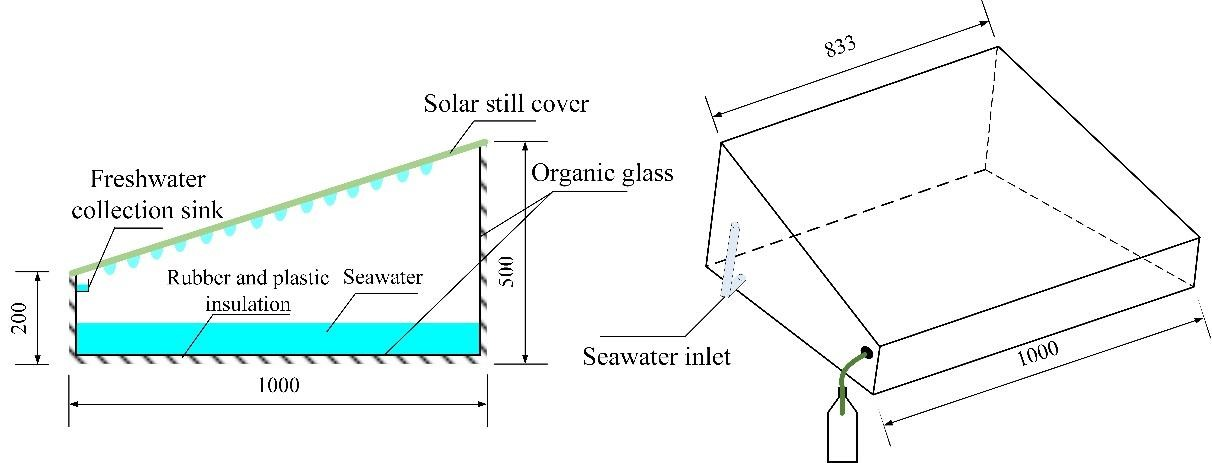 Solar still cover
Freshwater
collection sink
Organic glass
Rubber and plastic
insulation
Seawater
200
500
1000
833
Seawater inlet
1000